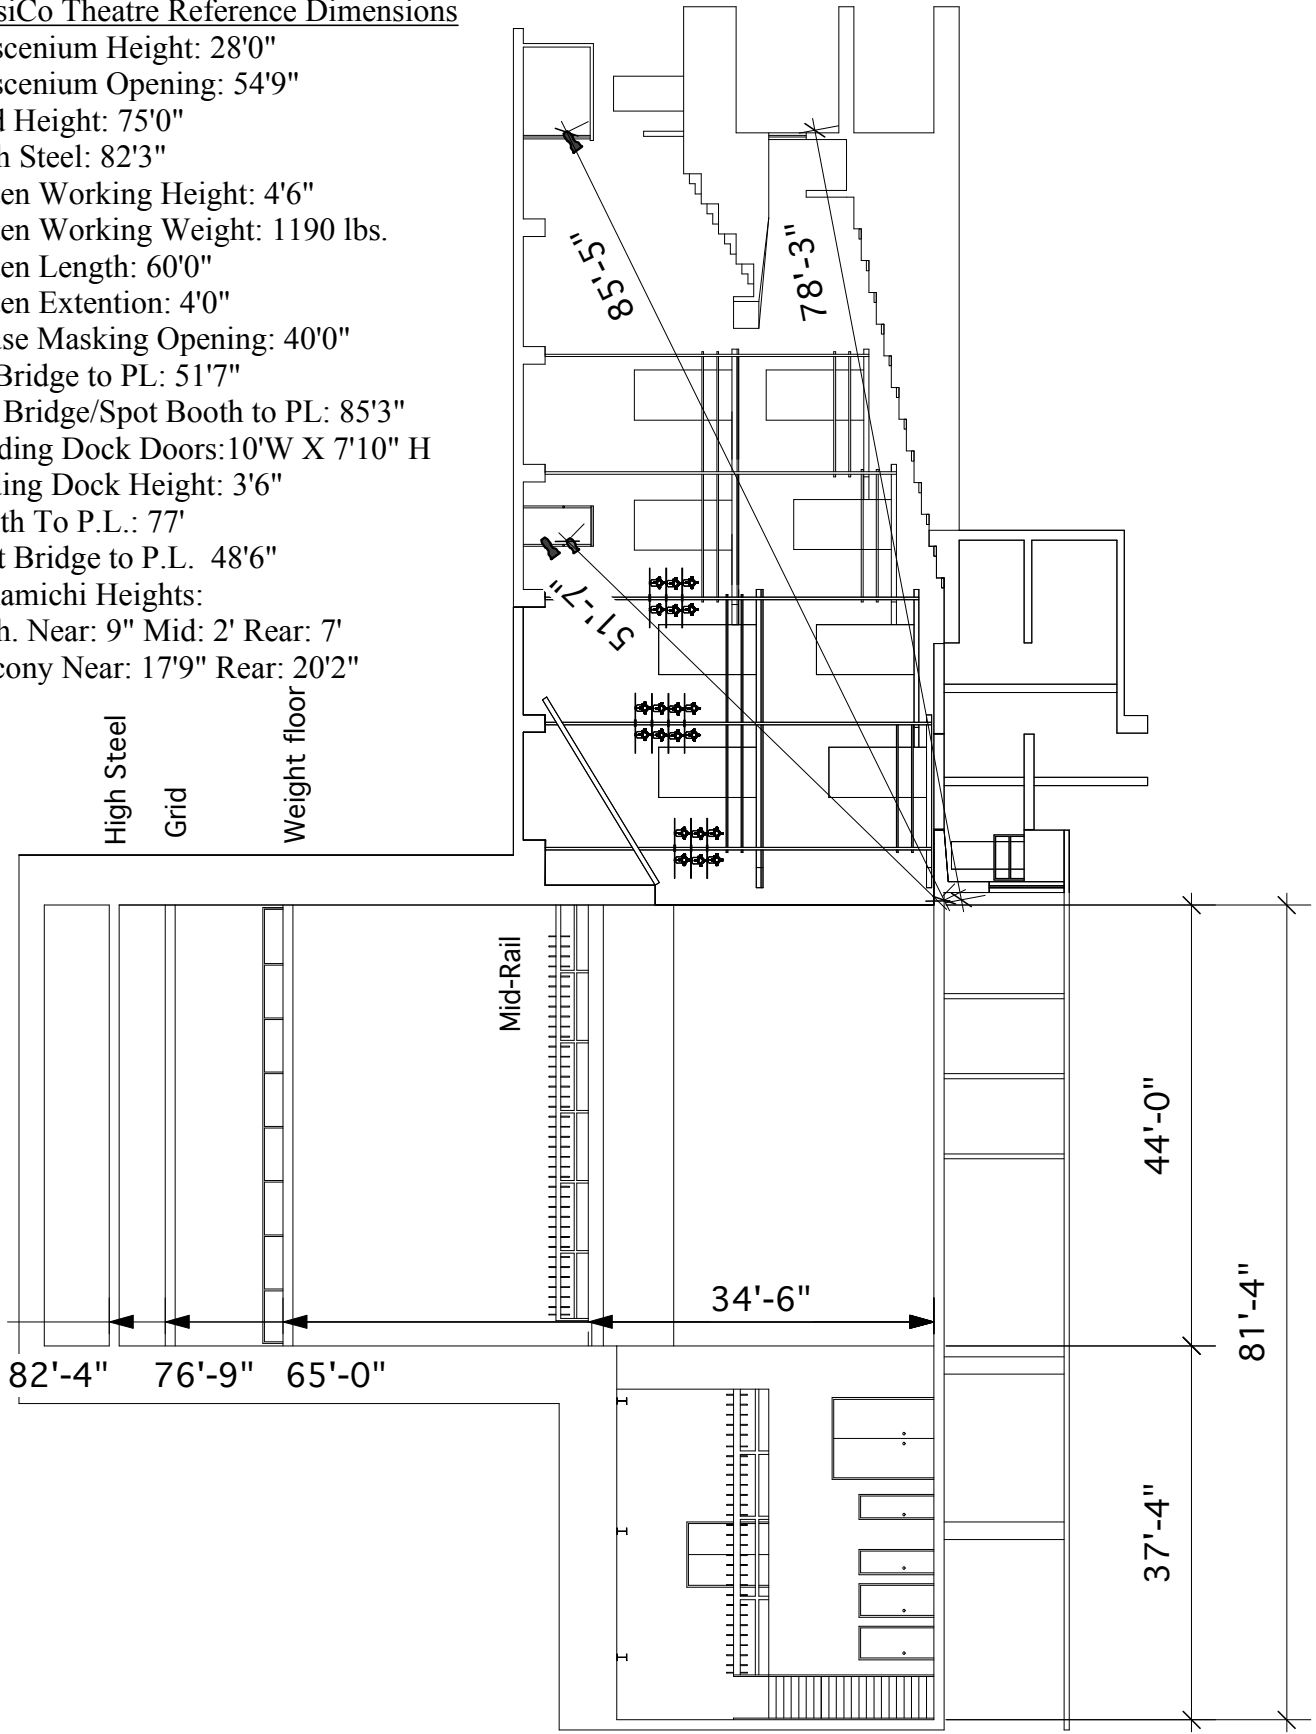 siCo Theatre Reference Dimensions
scenium Height: 28'0"
scenium Opening: 54'9"
d Height: 75'0"
h Steel: 82'3"
en Working Height: 4'6"
en Working Weight: 1190 lbs.
en Length: 60'0"
en Extention: 4'0"
use Masking Opening: 40'0"
Bridge to PL: 51'7"
Bridge/Spot Booth to PL: 85'3"
ding Dock Doors:10'W X 7'10" H
ding Dock Height: 3'6"
th To P.L.: 77'
t Bridge to P.L. 48'6"
amichi Heights:
h. Near: 9" Mid: 2' Rear: 7'
cony Near: 17'9" Rear: 20'2"
High Steel
Grid
Weight floor
85'-5"
78'-3"
51'-7"
Mid-Rail
44'-0"
34'-6"
81'-4"
82'-4" 76'-9" 65'-0"
37'-4"